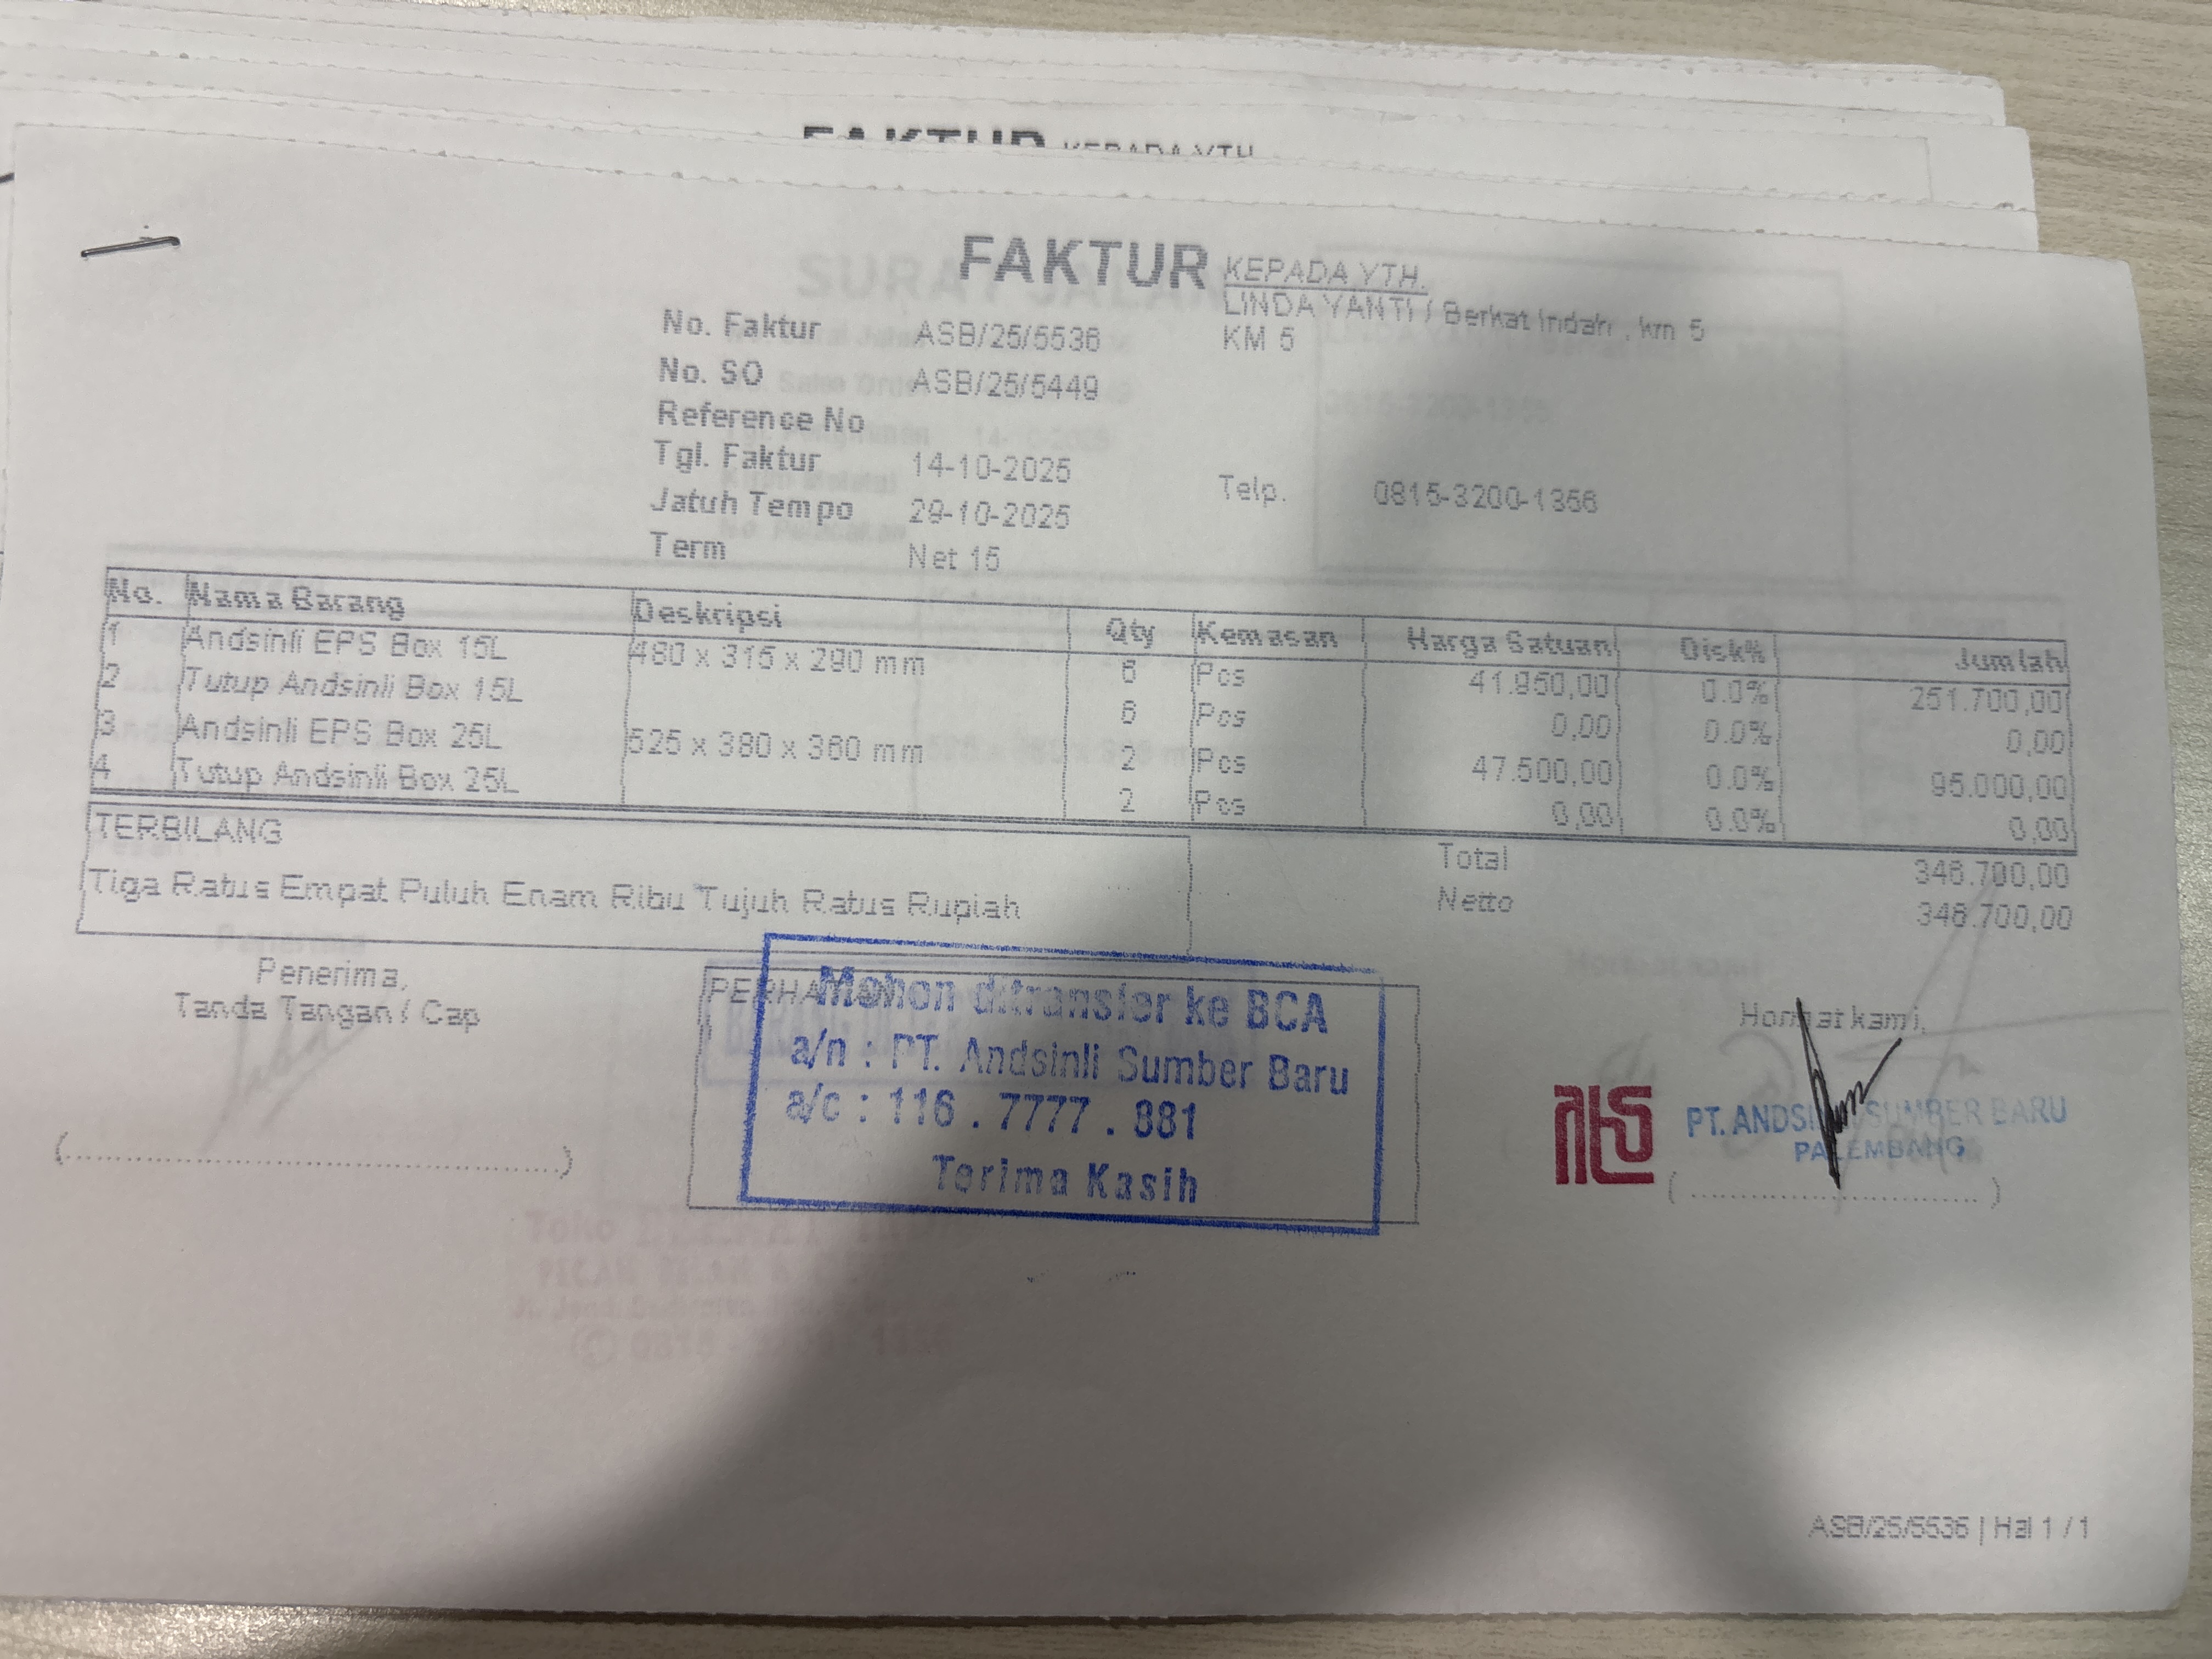 FAKTUR KEPADA YTH.
FAKTUR
KEPADA YTH.
LINDA YANTI / Berkat Indah , km 5
KM 5
No. Faktur ASB/25/5536
No. SO ASB/25/5449
Reference No
Tgl. Faktur 14-10-2025
Jatuh Tempo 29-10-2025
Term Net 15
Telp. 0815-3200-1356
No. Nama Barang Deskripsi Qty Kemasan Harga Satuan Disk% Jumlah
1 Andsinli EPS Box 15L 480 x 315 x 290 mm 6 Pcs 41.950,00 0.0% 251.700,00
2 Tutup Andsinli Box 15L 6 Pcs 0,00 0.0% 0,00
3 Andsinli EPS Box 25L 525 x 380 x 360 mm 2 Pcs 47.500,00 0.0% 95.000,00
4 Tutup Andsinli Box 25L 2 Pcs 0,00 0.0% 0,00
TERBILANG
Tiga Ratus Empat Puluh Enam Ribu Tujuh Ratus Rupiah
Total 346.700,00
Netto 346.700,00
Penerima,
Tanda Tangan / Cap
PERHATIAN
Mohon ditransfer ke BCA
a/n : PT. Andsinli Sumber Baru
a/c : 116 . 7777 . 881
Terima Kasih
Hormat kami,
PT. ANDSINLI SUMBER BARU
PALEMBANG
ASB/25/5536 | Hal 1 / 1